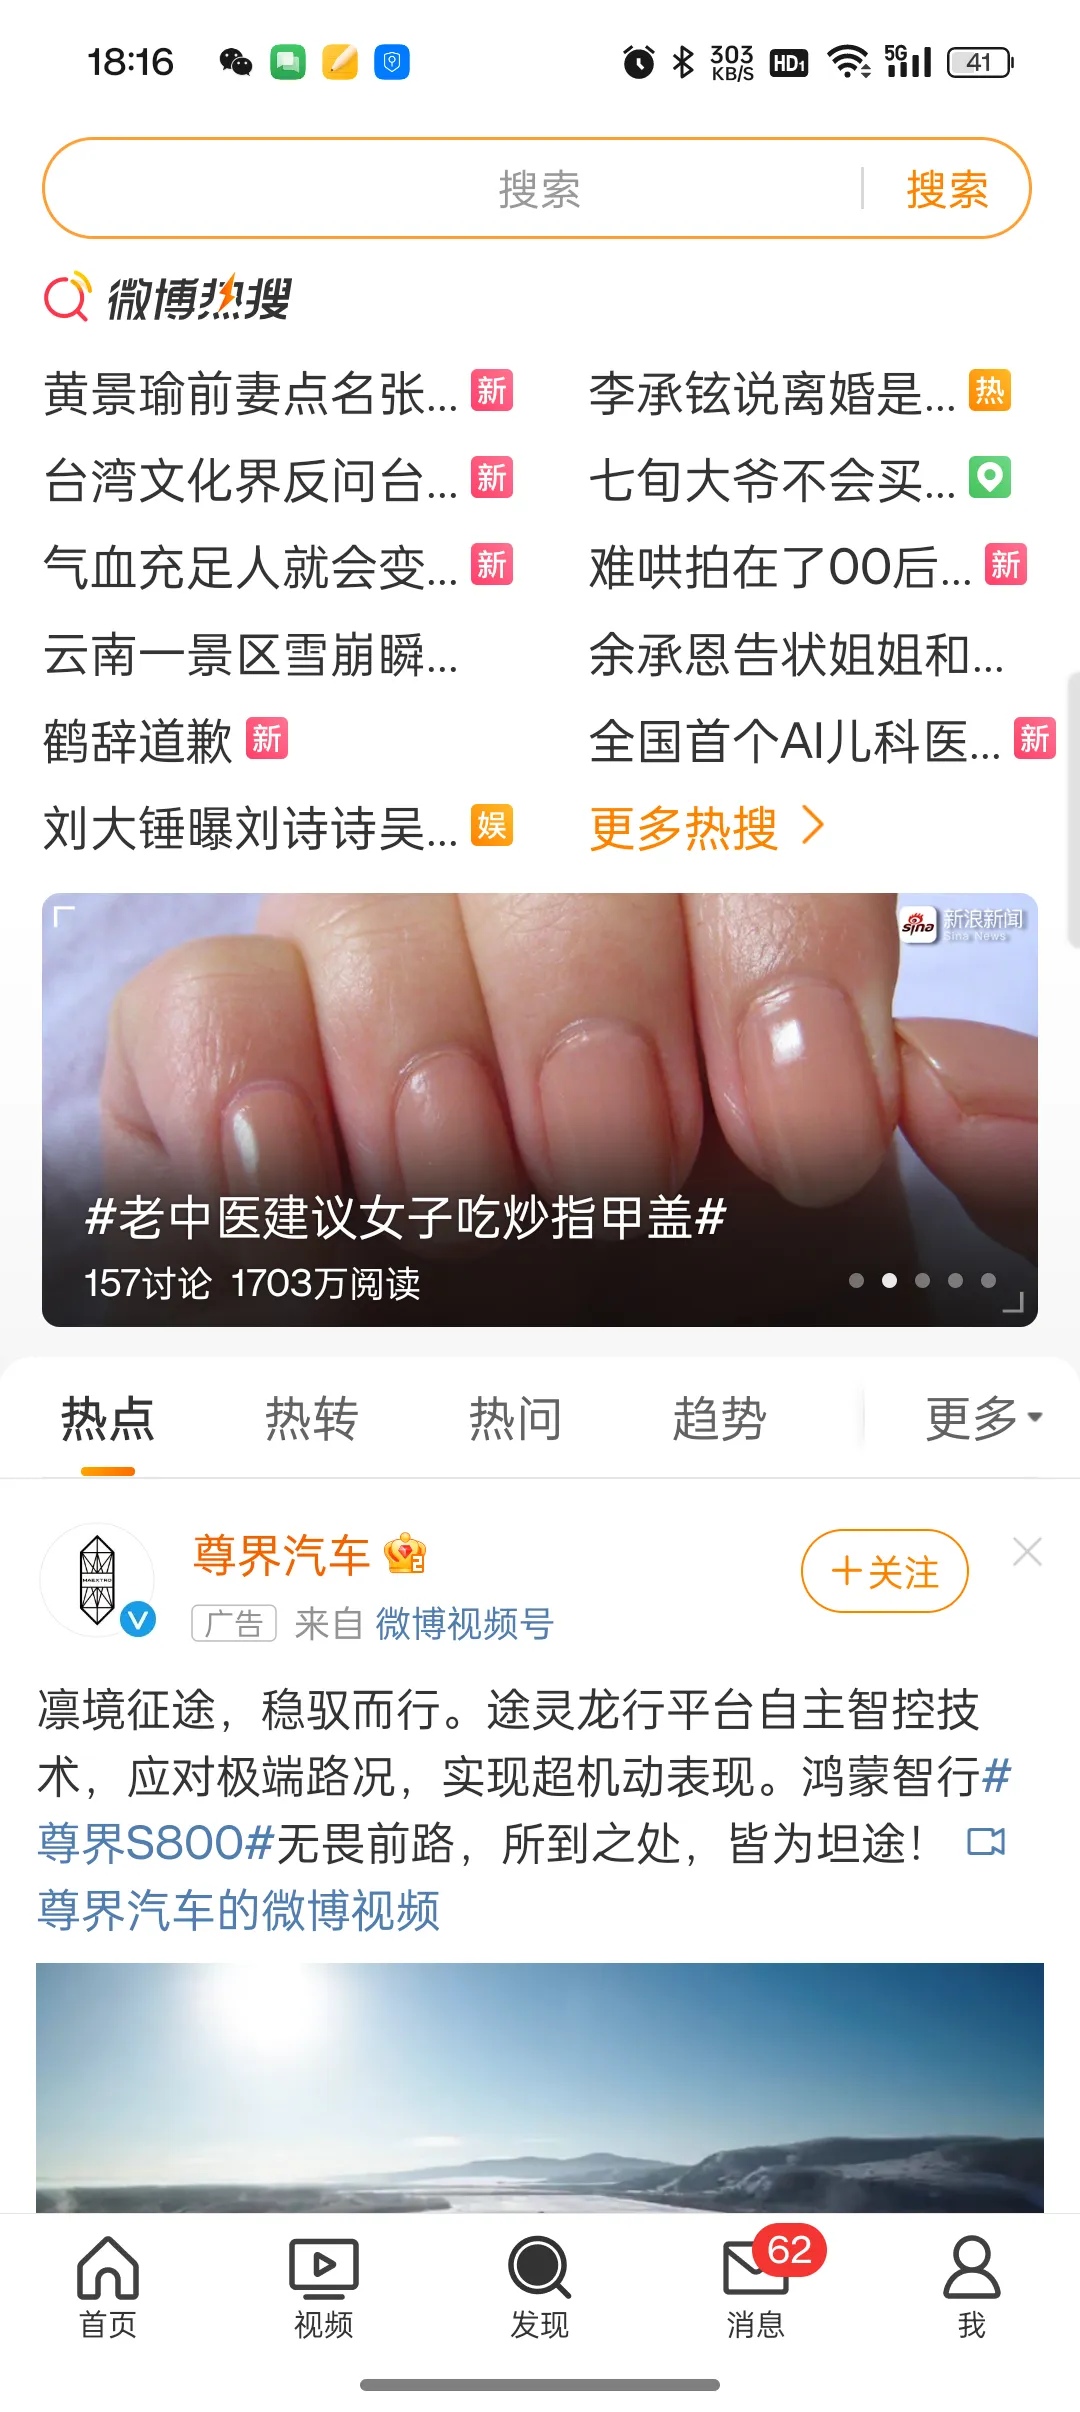 18:16
303 KB/S HD1 5G 41
搜索 搜索
微博热搜
黄景瑜前妻点名张... 新
李承铉说离婚是... 热
台湾文化界反问台... 新
七旬大爷不会买...
气血充足人就会变... 新
难哄拍在了00后... 新
云南一景区雪崩瞬...
余承恩告状姐姐和...
鹤辞道歉 新
全国首个AI儿科医... 新
刘大锤曝刘诗诗吴... 娱
更多热搜
sina 新浪新闻
Sina News
#老中医建议女子吃炒指甲盖#
157讨论 1703万阅读
热点 热转 热问 趋势 更多
MAEXTRO
尊界汽车 2
+关注
广告 来自 微博视频号
凛境征途，稳驭而行。途灵龙行平台自主智控技
术，应对极端路况，实现超机动表现。鸿蒙智行#
尊界S800#无畏前路，所到之处，皆为坦途！
尊界汽车的微博视频
62
首页 视频 发现 消息 我